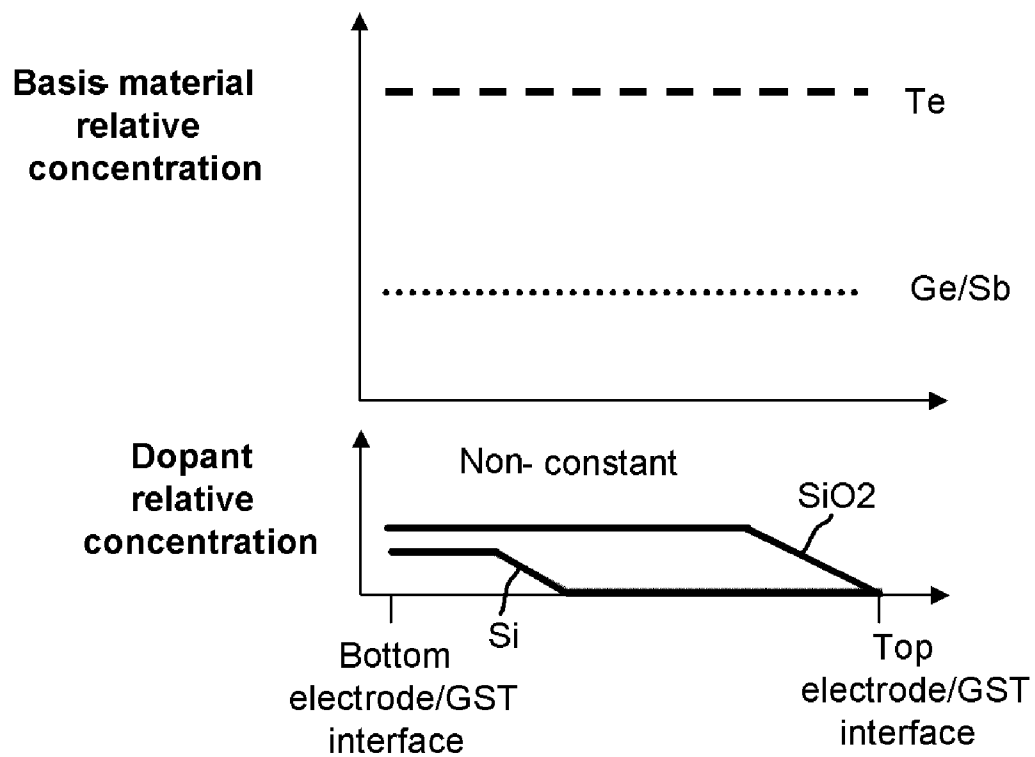 Basis- material
relative
concentration
Te
Ge/Sb
Dopant
relative
concentration
Non- constant
SiO2
Si
Bottom
electrode/GST
interface
Top
electrode/GST
interface